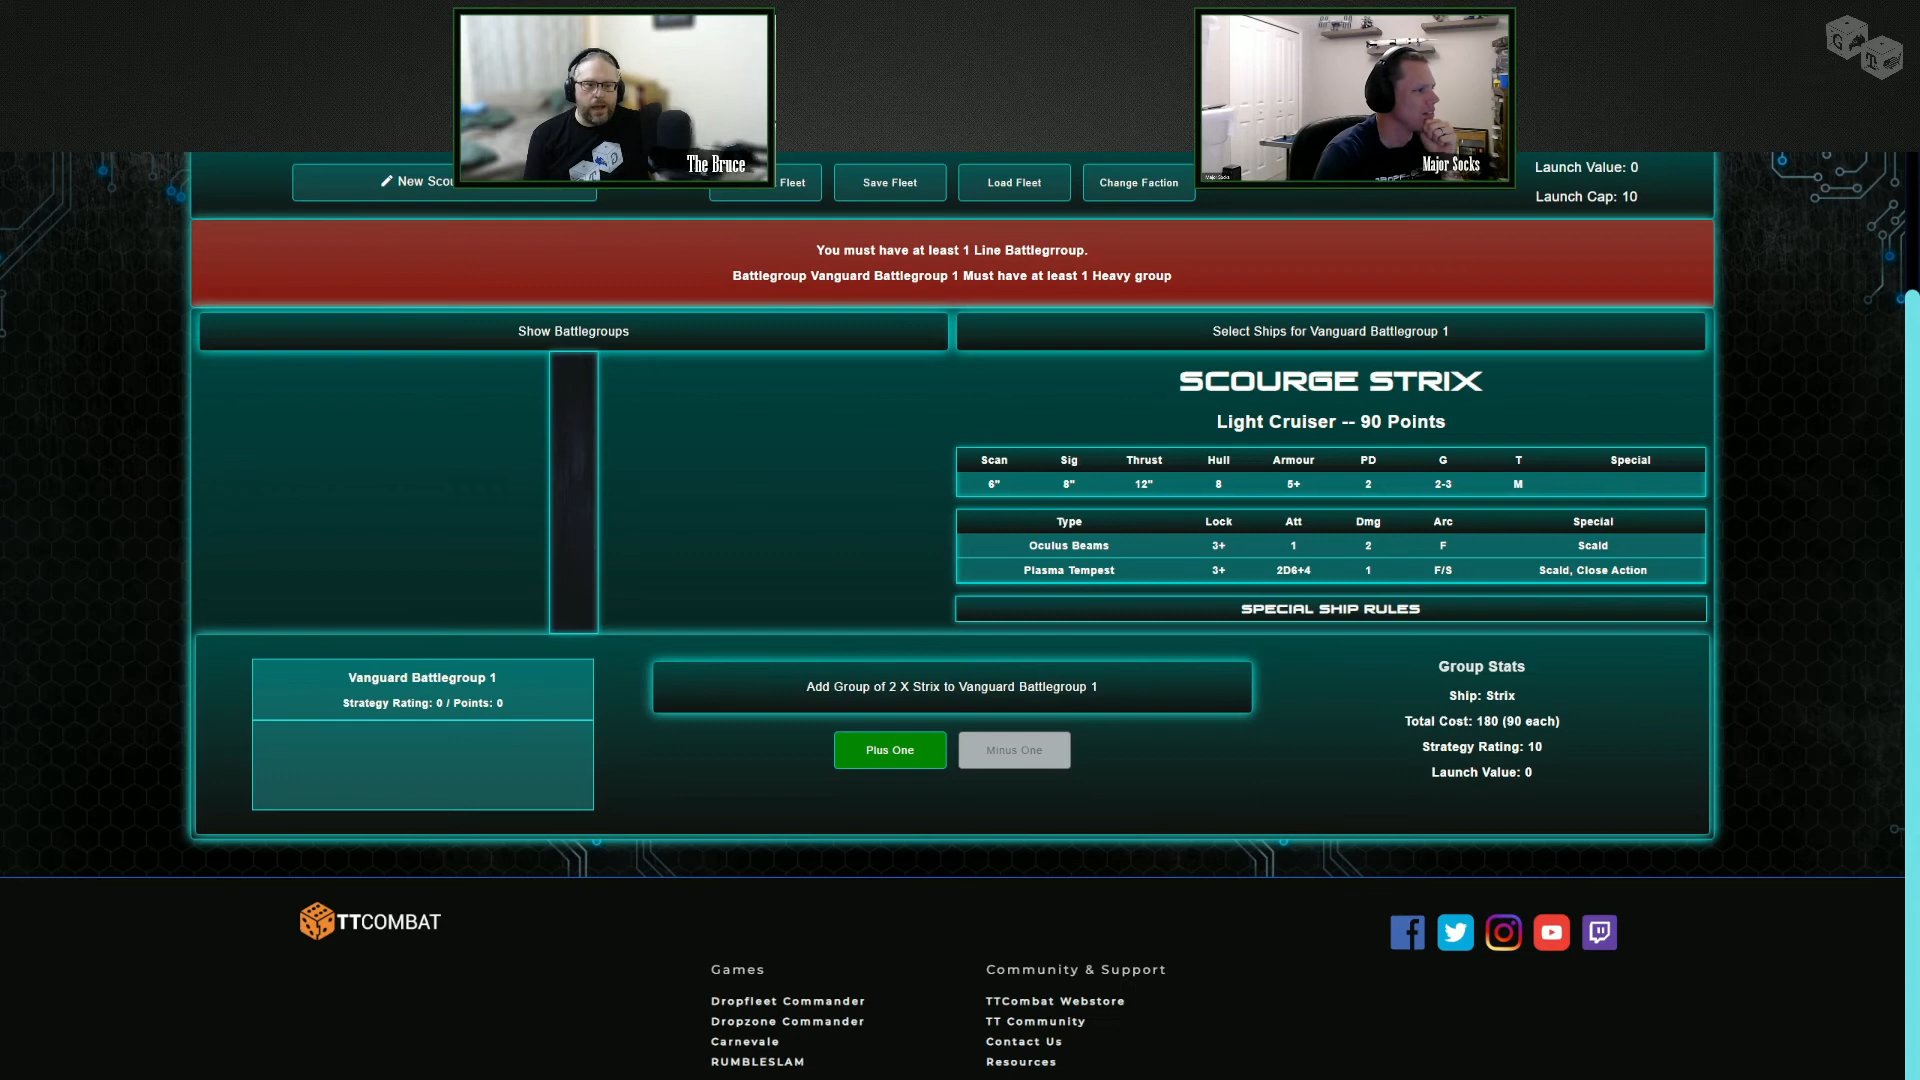 The Bruce
Major Socks
New Scou
Fleet
Save Fleet
Load Fleet
Change Faction
Launch Value: 0
Launch Cap: 10
You must have at least 1 Line Battlegrroup.
Battlegroup Vanguard Battlegroup 1 Must have at least 1 Heavy group
Show Battlegroups
Select Ships for Vanguard Battlegroup 1
SCOURGE STRIX
Light Cruiser -- 90 Points
Scan Sig Thrust Hull Armour PD G T Special
6" 8" 12" 8 5+ 2 2-3 M
Type Lock Att Dmg Arc Special
Oculus Beams 3+ 1 2 F Scald
Plasma Tempest 3+ 2D6+4 1 F/S Scald, Close Action
SPECIAL SHIP RULES
Vanguard Battlegroup 1
Strategy Rating: 0 / Points: 0
Add Group of 2 X Strix to Vanguard Battlegroup 1
Plus One
Minus One
Group Stats
Ship: Strix
Total Cost: 180 (90 each)
Strategy Rating: 10
Launch Value: 0
TTCOMBAT
Games
Dropfleet Commander
Dropzone Commander
Carnevale
RUMBLESLAM
Community & Support
TTCombat Webstore
TT Community
Contact Us
Resources